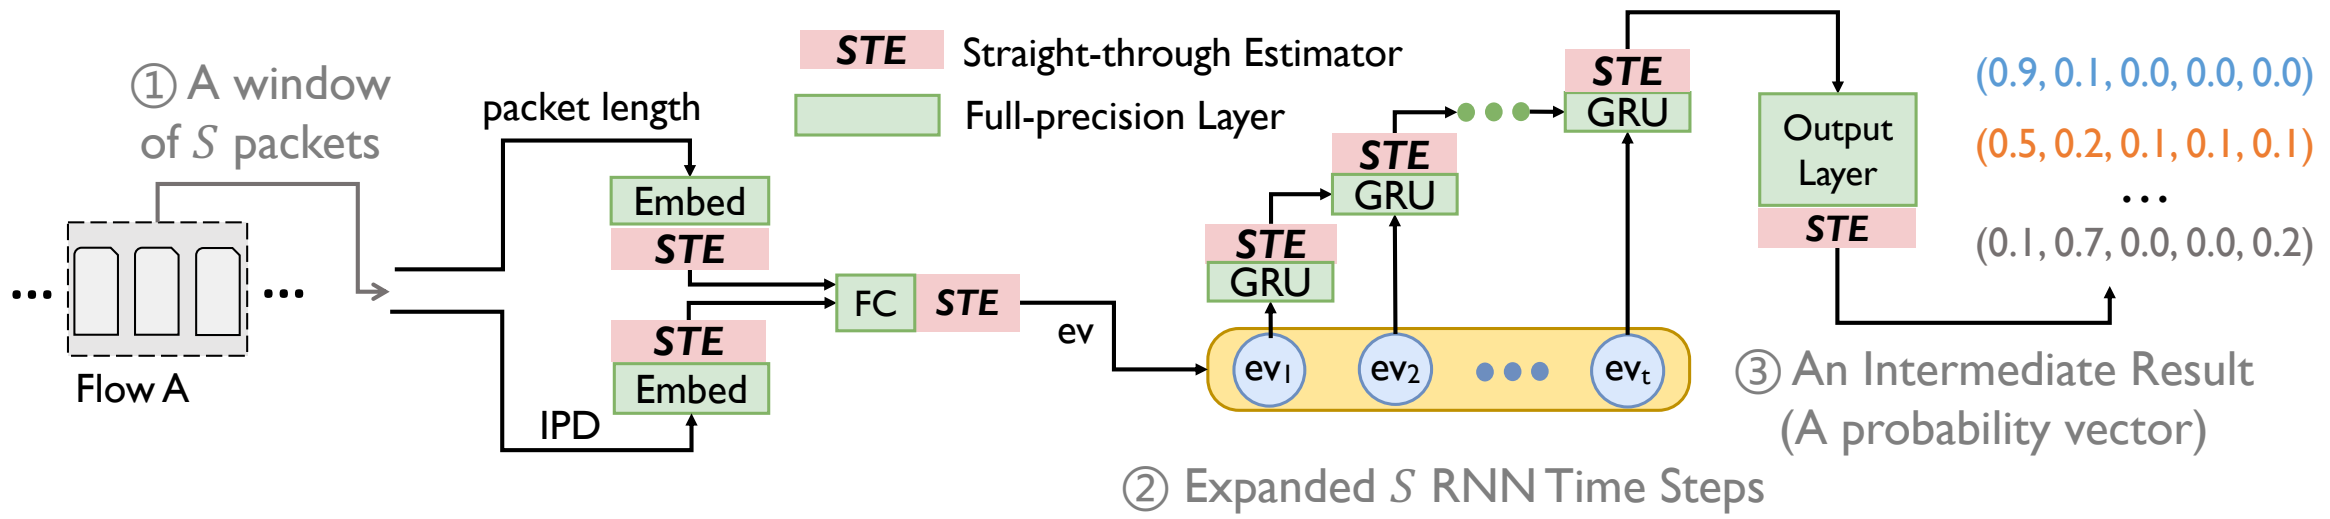 ① A window
of S packets
...
...
Flow A
packet length
IPD
Embed
STE
STE
Embed
FC
STE
ev
STE Straight-through Estimator
Full-precision Layer
STE
GRU
STE
GRU
STE
GRU
ev₁
ev₂
evₜ
② Expanded S RNN Time Steps
Output
Layer
STE
(0.9, 0.1, 0.0, 0.0, 0.0)
(0.5, 0.2, 0.1, 0.1, 0.1)
...
(0.1, 0.7, 0.0, 0.0, 0.2)
③ An Intermediate Result
(A probability vector)